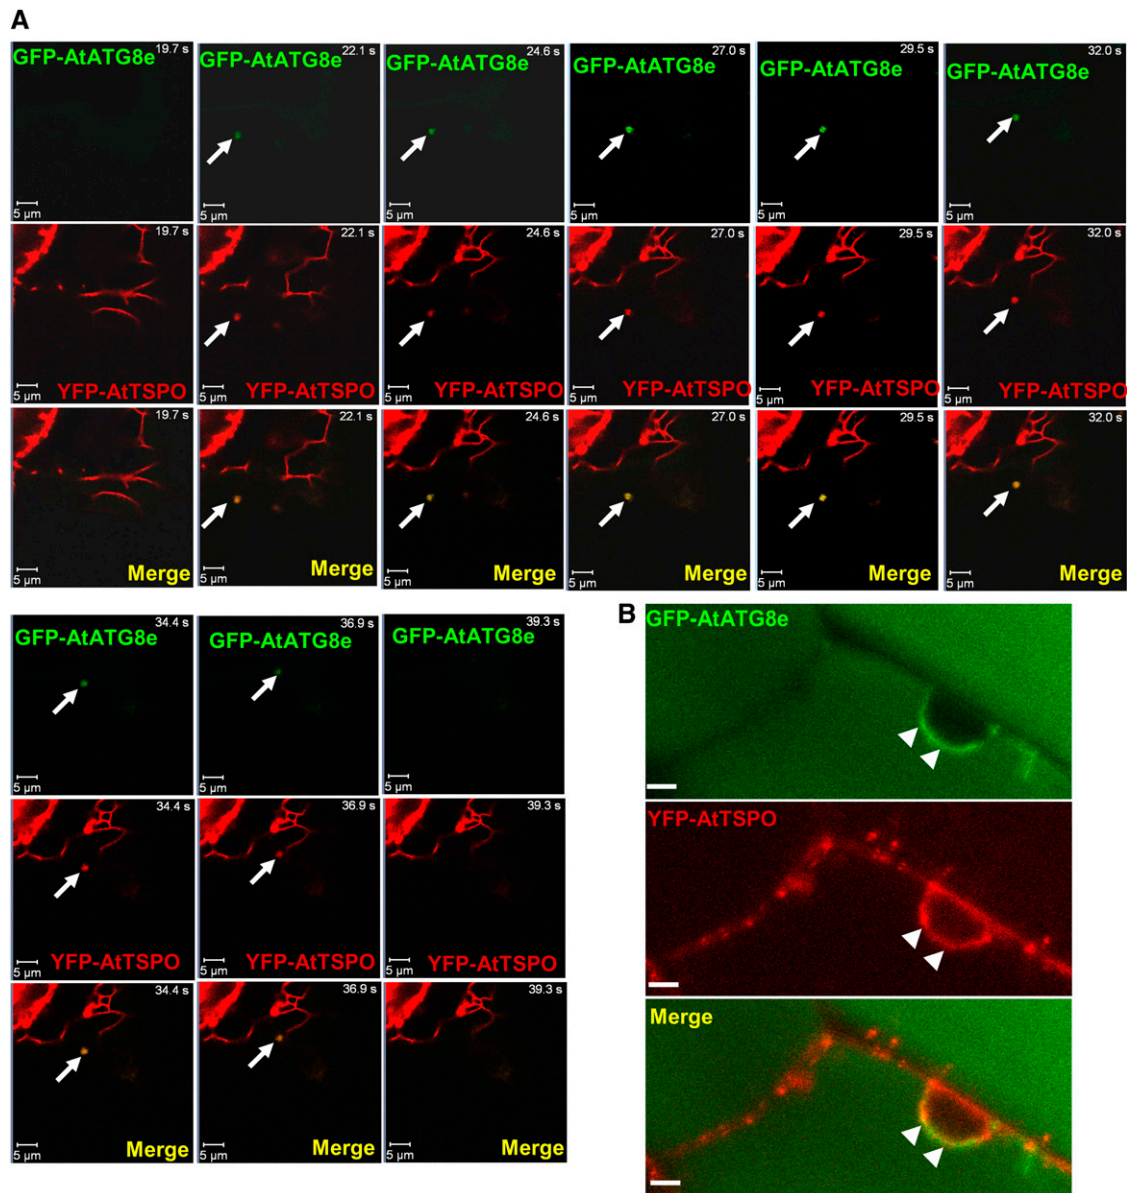 A
GFP-AtATG8e 19.7 s
GFP-AtATG8e 22.1 s
GFP-AtATG8e 24.6 s
GFP-AtATG8e 27.0 s
GFP-AtATG8e 29.5 s
GFP-AtATG8e 32.0 s
5 µm
5 µm
5 µm
5 µm
5 µm
5 µm
19.7 s
22.1 s
24.6 s
27.0 s
29.5 s
32.0 s
5 µm YFP-AtTSPO
5 µm YFP-AtTSPO
5 µm YFP-AtTSPO
5 µm YFP-AtTSPO
5 µm YFP-AtTSPO
5 µm YFP-AtTSPO
19.7 s
22.1 s
24.6 s
27.0 s
29.5 s
32.0 s
5 µm Merge
5 µm Merge
5 µm Merge
5 µm Merge
5 µm Merge
5 µm Merge
GFP-AtATG8e 34.4 s
GFP-AtATG8e 36.9 s
GFP-AtATG8e 39.3 s
5 µm
5 µm
5 µm
34.4 s
36.9 s
39.3 s
5 µm YFP-AtTSPO
5 µm YFP-AtTSPO
5 µm YFP-AtTSPO
34.4 s
36.9 s
39.3 s
5 µm Merge
5 µm Merge
5 µm Merge
B
GFP-AtATG8e
YFP-AtTSPO
Merge